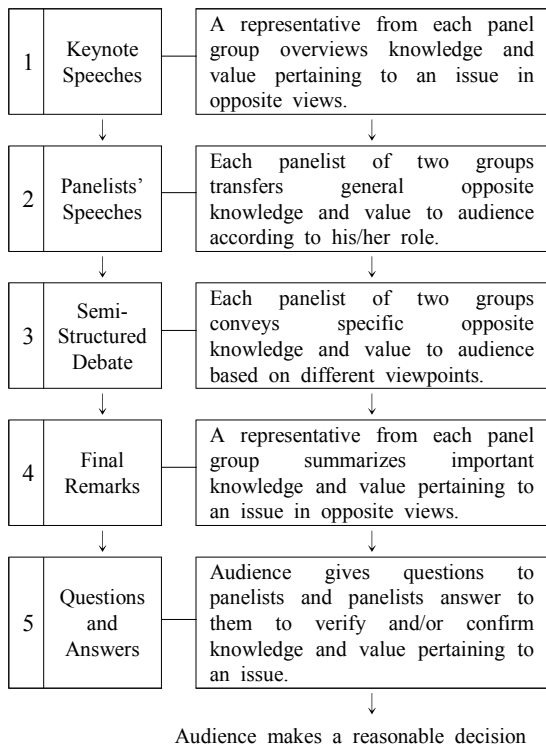 1
Keynote
Speeches
A representative from each panel
group overviews knowledge and
value pertaining to an issue in
opposite views.
2
Panelists'
Speeches
Each panelist of two groups
transfers general opposite
knowledge and value to audience
according to his/her role.
3
Semi-
Structured
Debate
Each panelist of two groups
conveys specific opposite
knowledge and value to audience
based on different viewpoints.
4
Final
Remarks
A representative from each panel
group summarizes important
knowledge and value pertaining to
an issue in opposite views.
5
Questions
and
Answers
Audience gives questions to
panelists and panelists answer to
them to verify and/or confirm
knowledge and value pertaining to
an issue.
Audience makes a reasonable decision